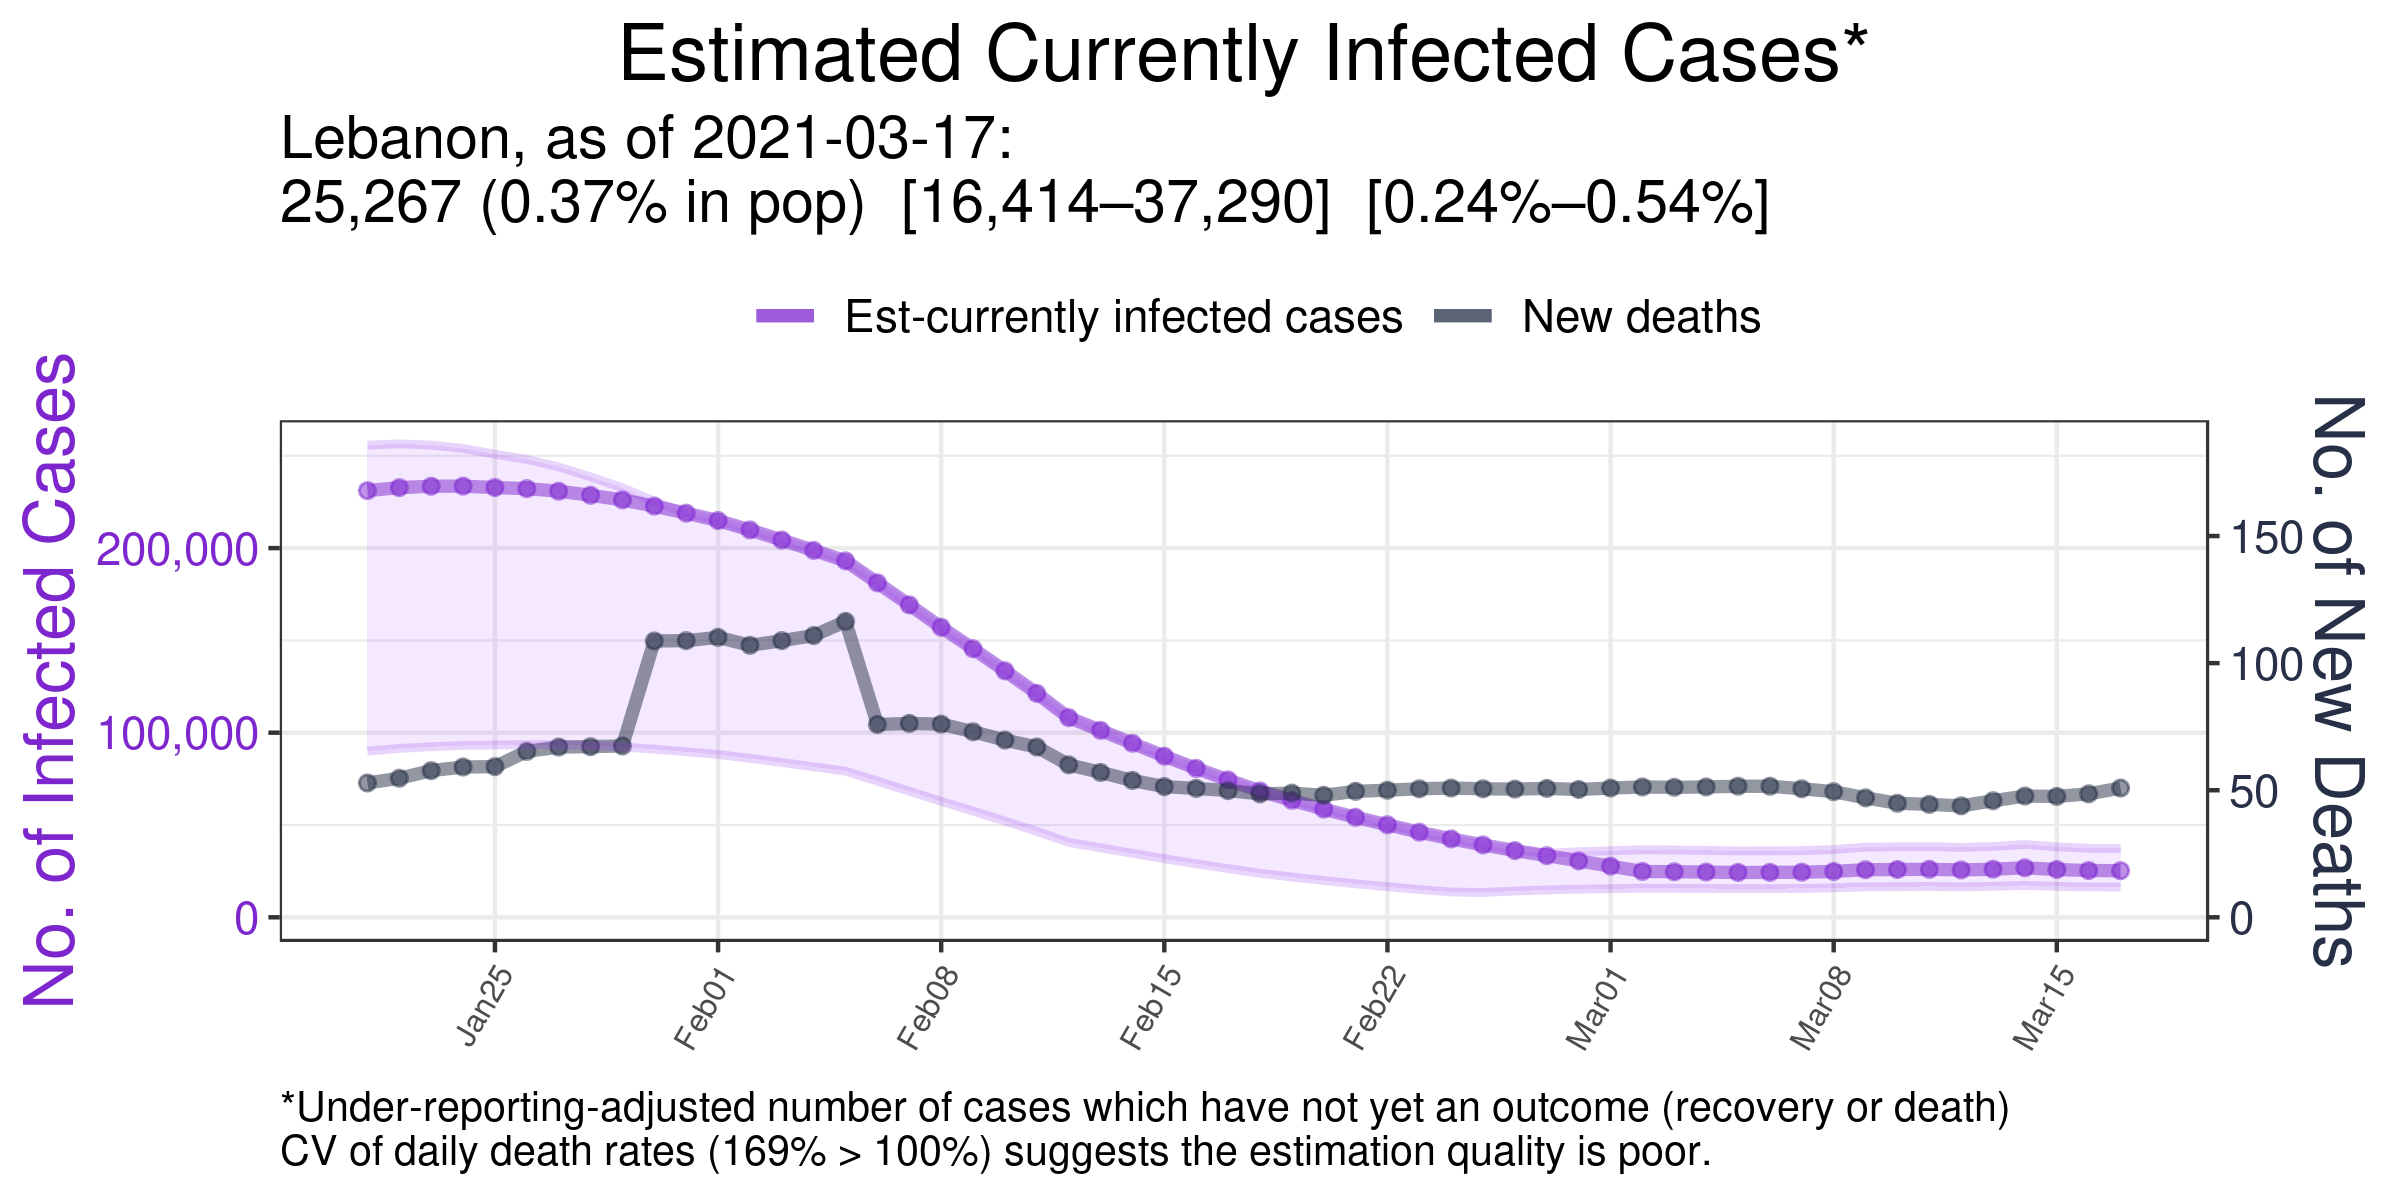 Estimated Currently Infected Cases*
Lebanon, as of 2021-03-17:
25,267 (0.37% in pop) [16,414–37,290] [0.24%–0.54%]
Est-currently infected cases
New deaths
No. of Infected Cases
200,000
100,000
0
150
100
50
0
No. of New Deaths
Jan25
Feb01
Feb08
Feb15
Feb22
Mar01
Mar08
Mar15
*Under-reporting-adjusted number of cases which have not yet an outcome (recovery or death)
CV of daily death rates (169% > 100%) suggests the estimation quality is poor.